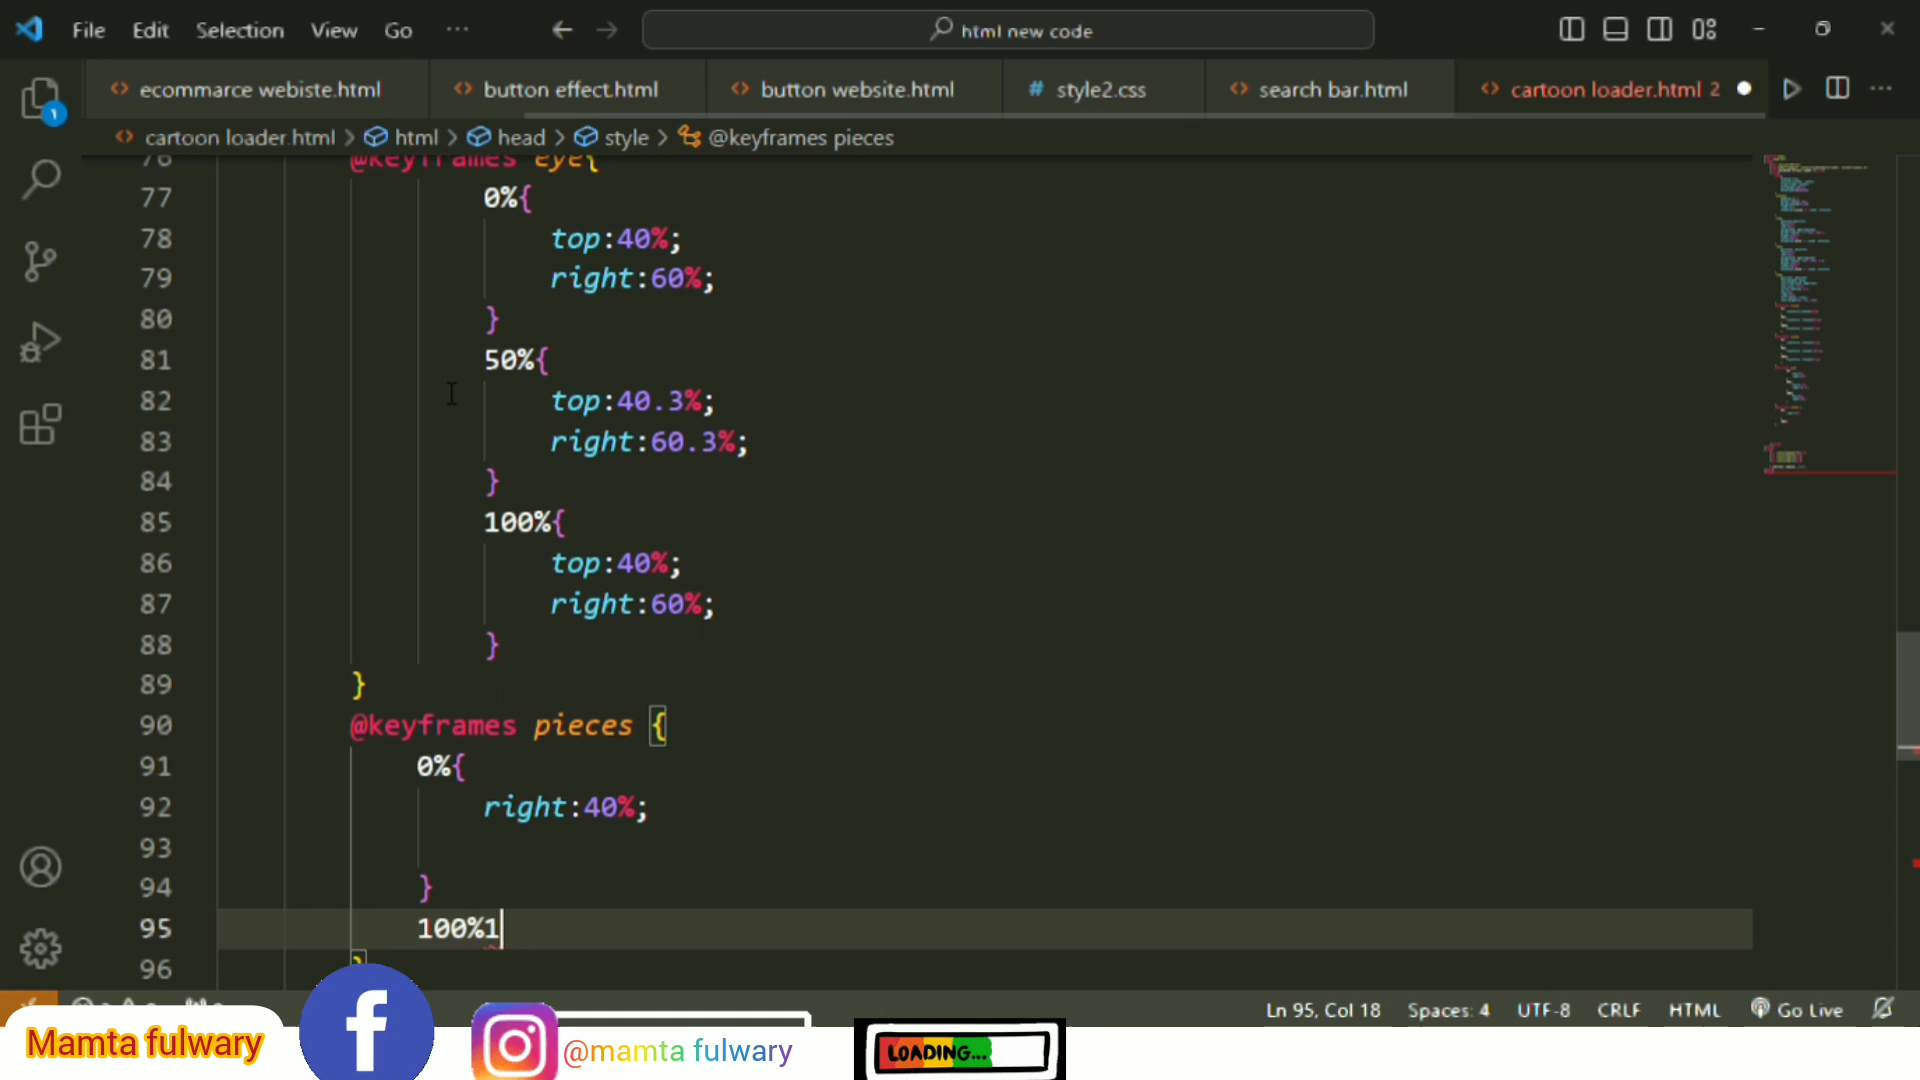 File Edit Selection View Go ... html new code
ecommarce webiste.html button effect.html button website.html # style2.css search bar.html cartoon loader.html 2
cartoon loader.html > html > head > style > @keyframes pieces
76 @keyframes eye{
77 0%{
78 top:40%;
79 right:60%;
80 }
81 50%{
82 top:40.3%;
83 right:60.3%;
84 }
85 100%{
86 top:40%;
87 right:60%;
88 }
89 }
90 @keyframes pieces {
91 0%{
92 right:40%;
93
94 }
95 100%1
96 }
Ln 95, Col 18 Spaces: 4 UTF-8 CRLF HTML Go Live
Mamta fulwary f @mamta fulwary LOADING...